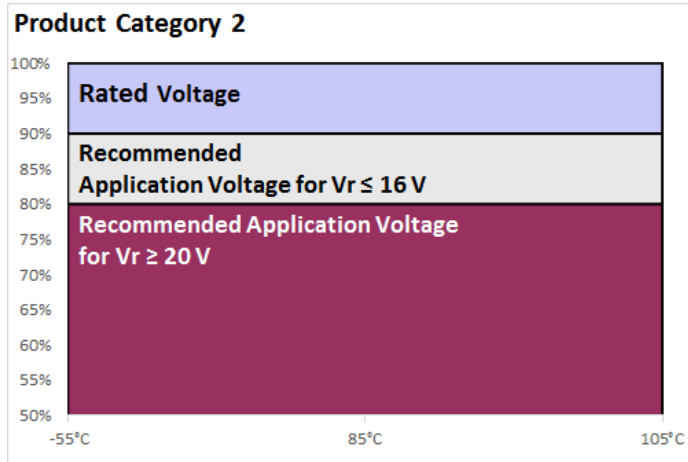 Product Category 2
100%
95%
Rated Voltage
90%
Recommended
85%
Application Voltage for Vr ≤ 16 V
80%
Recommended Application Voltage
75%
for Vr ≥ 20 V
70%
65%
60%
55%
50%
-55°C
85°C
105°C